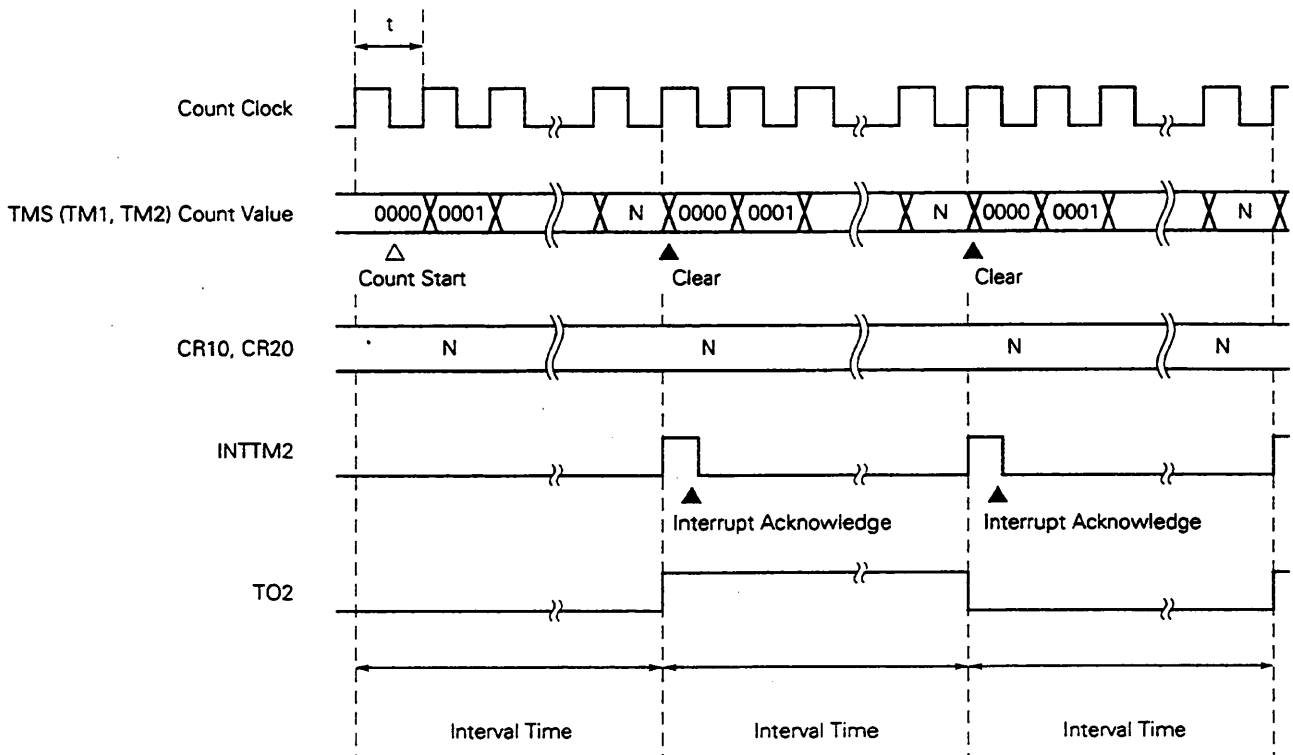 t
Count Clock
TMS (TM1, TM2) Count Value
0000 0001 N 0000 0001 N 0000 0001 N
Count Start Clear Clear
CR10, CR20
N N N N
INTTM2
Interrupt Acknowledge Interrupt Acknowledge
TO2
Interval Time Interval Time Interval Time